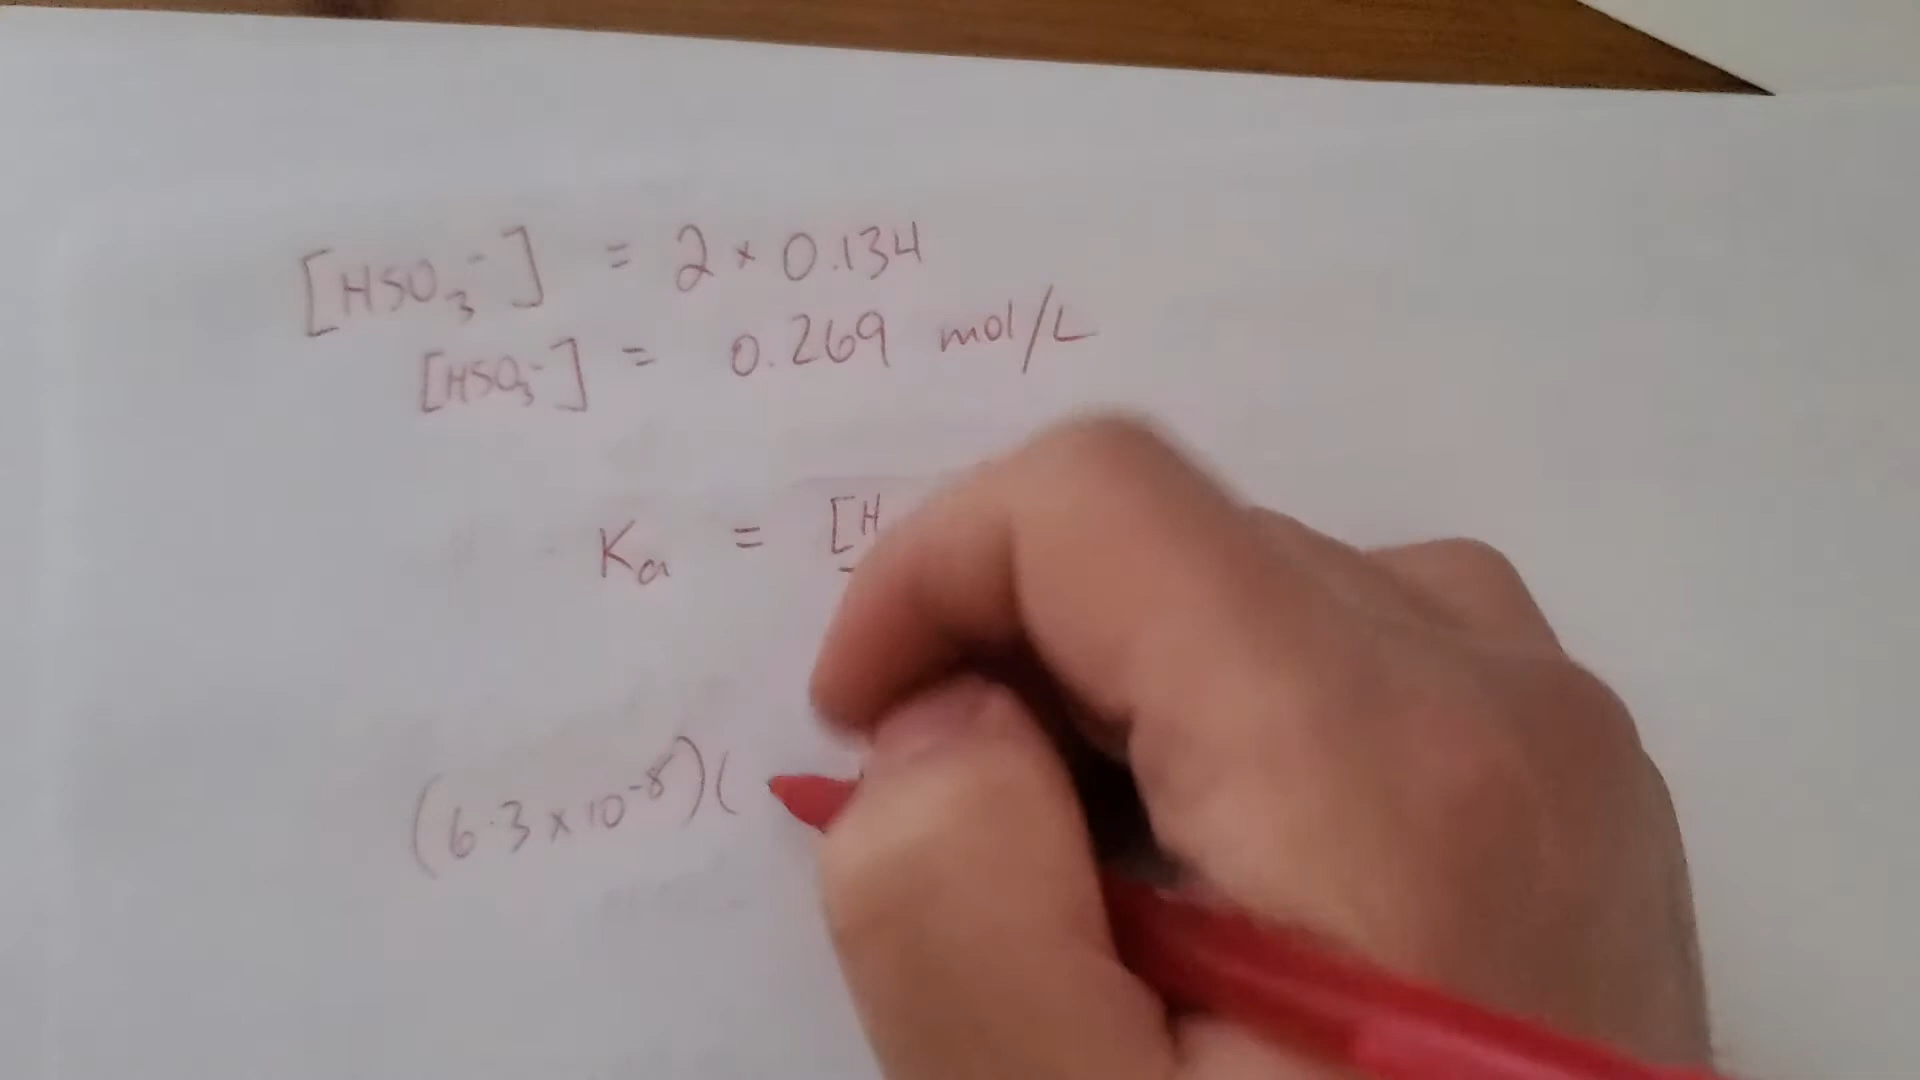 [HSO₃⁻] = 2 × 0.134
[HSO₃⁻] = 0.269 mol/L
Ka = [H
(6.3 × 10⁻⁸)(